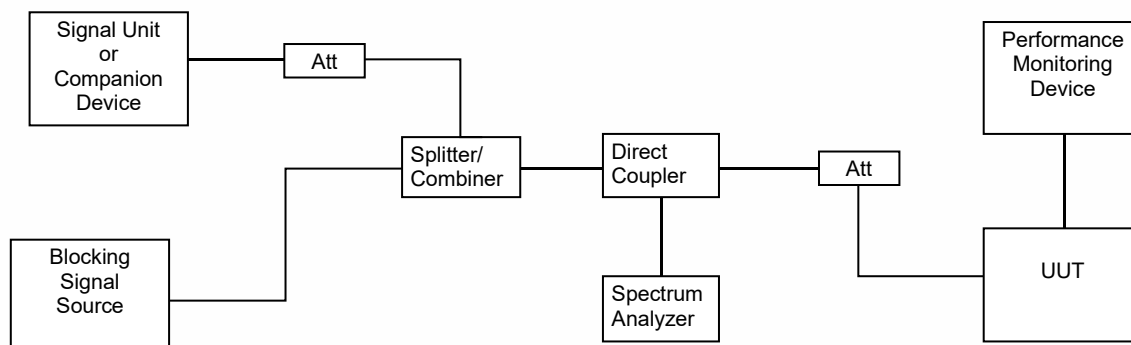 Signal Unit
or
Companion
Device
Att
Performance
Monitoring
Device
Splitter/
Combiner
Direct
Coupler
Att
Blocking
Signal
Source
Spectrum
Analyzer
UUT